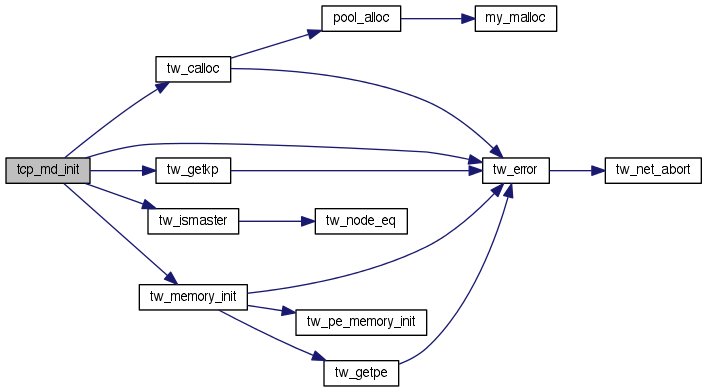 pool_alloc
my_malloc
tw_calloc
tcp_md_init
tw_getkp
tw_error
tw_net_abort
tw_ismaster
tw_node_eq
tw_memory_init
tw_pe_memory_init
tw_getpe